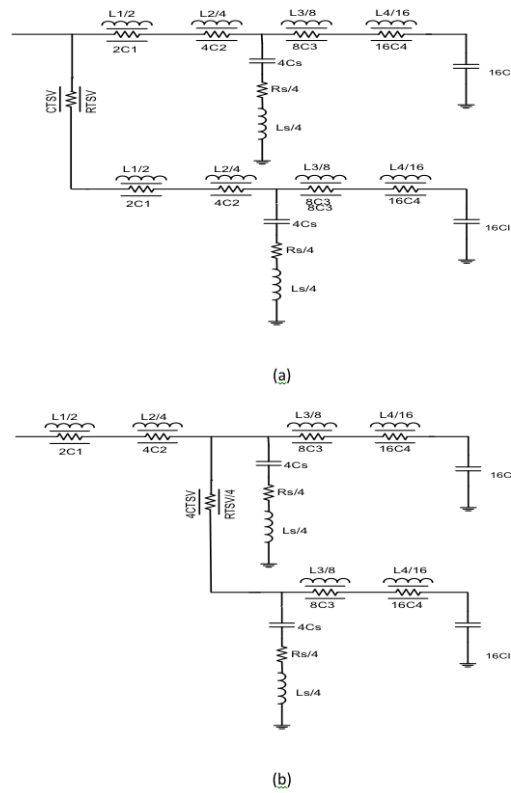 L1/2 L2/4 L3/8 L4/16
2C1 4C2 8C3 16C4
4Cs 16C
Rs/4
CTSV RTSV
Ls/4
L1/2 L2/4 L3/8 L4/16
2C1 4C2 8C3 16C4
8C3
4Cs 16Cl
Rs/4
Ls/4
(a)
L1/2 L2/4 L3/8 L4/16
2C1 4C2 8C3 16C4
4Cs 16C
4CTSV RTSV/4 Rs/4
Ls/4
L3/8 L4/16
8C3 16C4
4Cs
Rs/4 16Cl
Ls/4
(b)